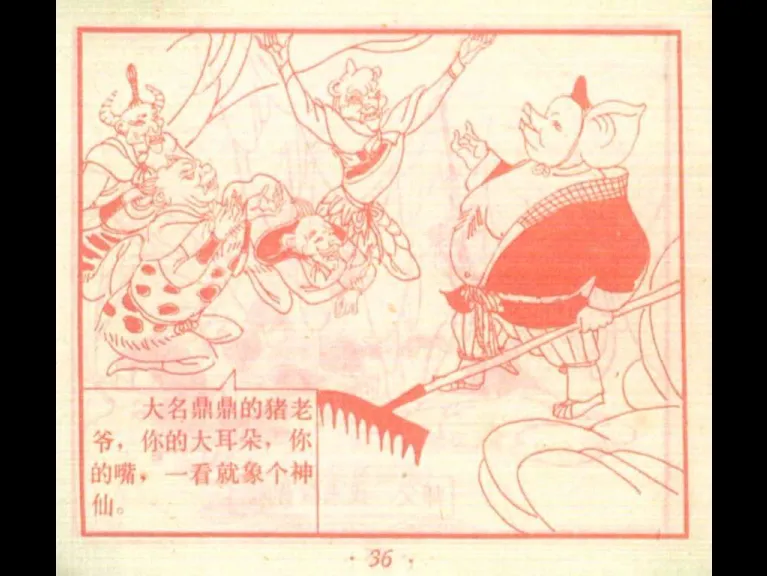 大名鼎鼎的猪老
爷，你的大耳朵，你
的嘴，一看就象个神
仙。
· 36 ·